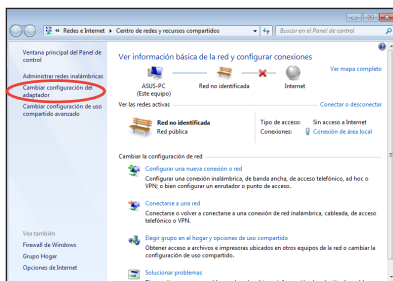 « Redes e Internet ▸ Centro de redes y recursos compartidos
Buscar en el Panel de control
Ventana principal del Panel de
control
Administrar redes inalámbricas
Cambiar configuración del
adaptador
Cambiar configuración de uso
compartido avanzado
Vea también
Firewall de Windows
Grupo Hogar
Opciones de Internet
Ver información básica de la red y configurar conexiones
Ver mapa completo
ASUS-PC
(Este equipo)
Red no identificada
Internet
Ver las redes activas
Conectar o desconectar
Red no identificada
Red pública
Tipo de acceso: Sin acceso a Internet
Conexiones: Conexión de área local
Cambiar la configuración de red
Configurar una nueva conexión o red
Configurar una conexión inalámbrica, de banda ancha, de acceso telefónico, ad hoc o
VPN; o bien configurar un enrutador o punto de acceso.
Conectarse a una red
Conectarse o volver a conectarse a una conexión de red inalámbrica, cableada, de acceso
telefónico o VPN.
Elegir grupo en el hogar y opciones de uso compartido
Obtener acceso a archivos e impresoras ubicados en otros equipos de la red o cambiar la
configuración de uso compartido.
Solucionar problemas